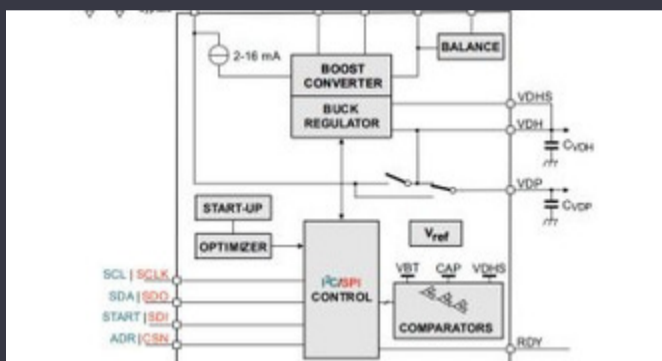 2-16 mA
BALANCE
BOOST
CONVERTER
BUCK
REGULATOR
VDHS
VDH
CVDH
VDP
CVDP
START-UP
OPTIMIZER
Vref
SCL | SCLK
SDA | SDO
START | SDI
ADR | CSN
I²C/SPI
CONTROL
VBT CAP VDHS
COMPARATORS
RDY